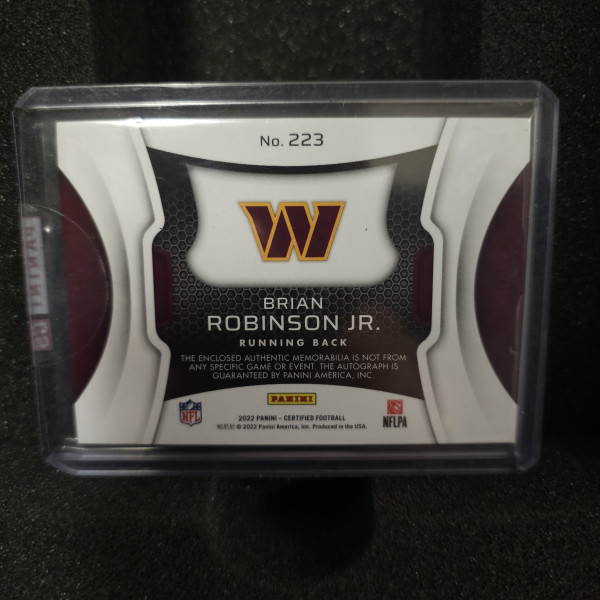 No. 223
W
BRIAN
ROBINSON JR.
RUNNING BACK
THE ENCLOSED AUTHENTIC MEMORABILIA IS NOT FROM
ANY SPECIFIC GAME OR EVENT. THE AUTOGRAPH IS
GUARANTEED BY PANINI AMERICA, INC.
PANINI
NFL
2022 PANINI – CERTIFIED FOOTBALL
© 2022 Panini America, Inc. Produced in the USA.
NFLPA
PANINI